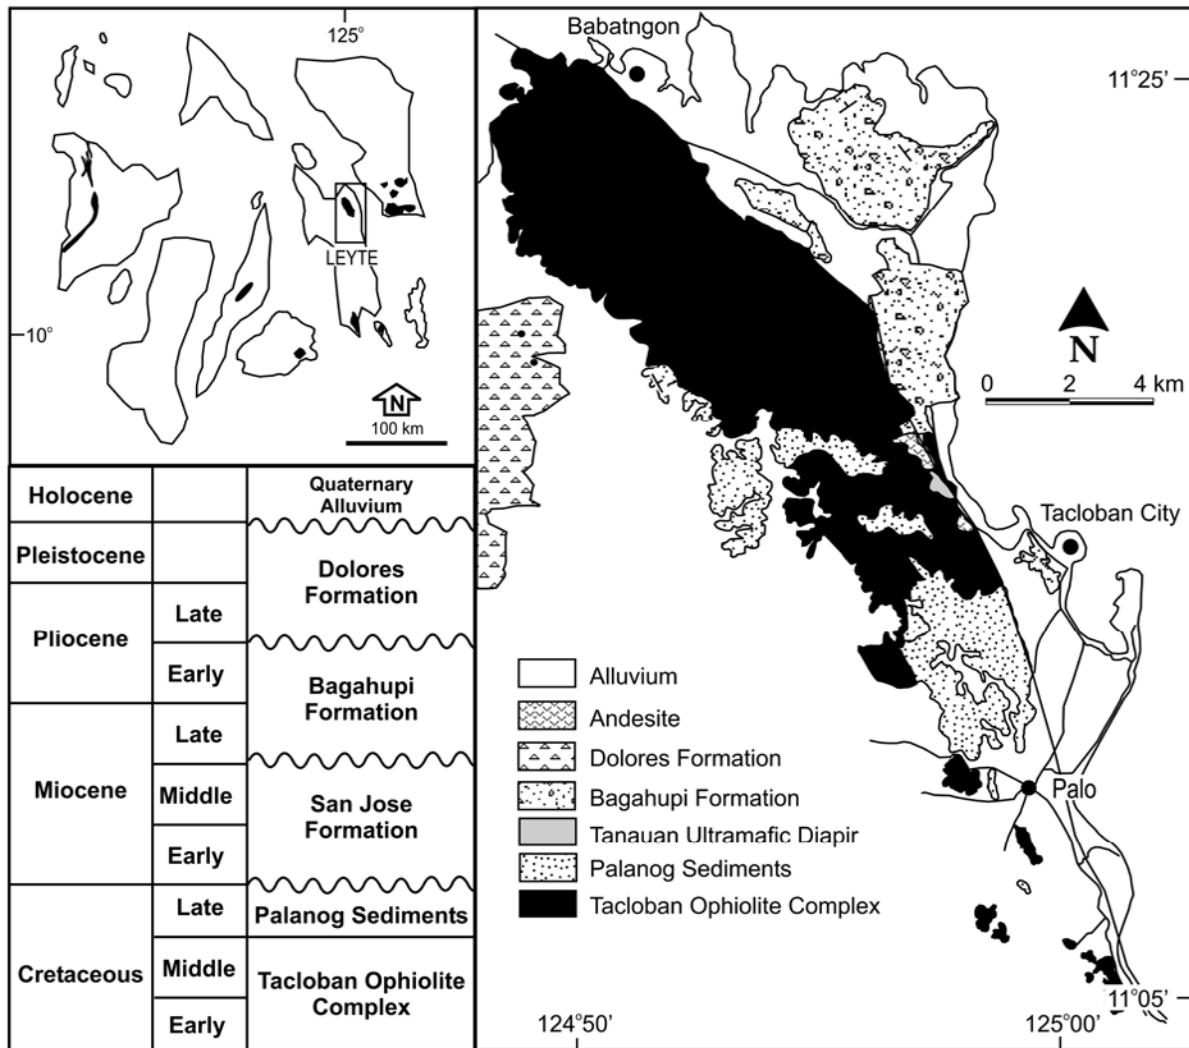 125°
LEYTE
10°
N
100 km
Holocene
Quaternary
Alluvium
Pleistocene
Dolores
Formation
Pliocene
Late
Early
Bagahupi
Formation
Miocene
Late
Middle
Early
San Jose
Formation
Cretaceous
Late
Palanog Sediments
Middle
Early
Tacloban Ophiolite
Complex
Babatngon
11°25'
N
0 2 4 km
Tacloban City
Alluvium
Andesite
Dolores Formation
Bagahupi Formation
Tanauan Ultramafic Diapir
Palanog Sediments
Tacloban Ophiolite Complex
Palo
11°05'
124°50'
125°00'